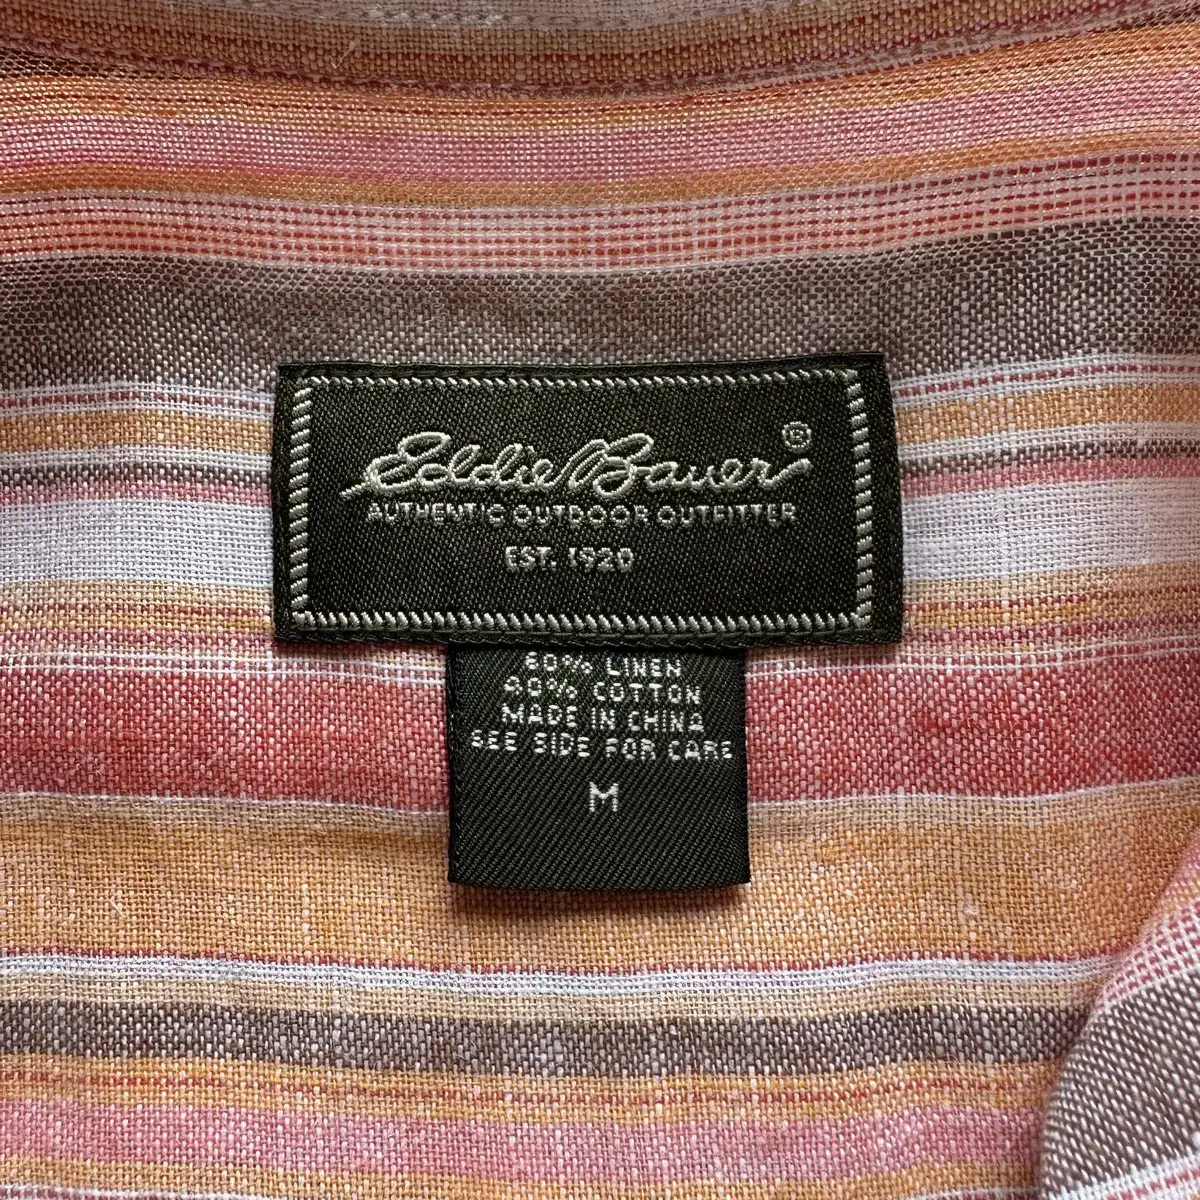 Eddie Bauer®
AUTHENTIC OUTDOOR OUTFITTER
EST. 1920
60% LINEN
40% COTTON
MADE IN CHINA
SEE SIDE FOR CARE
M